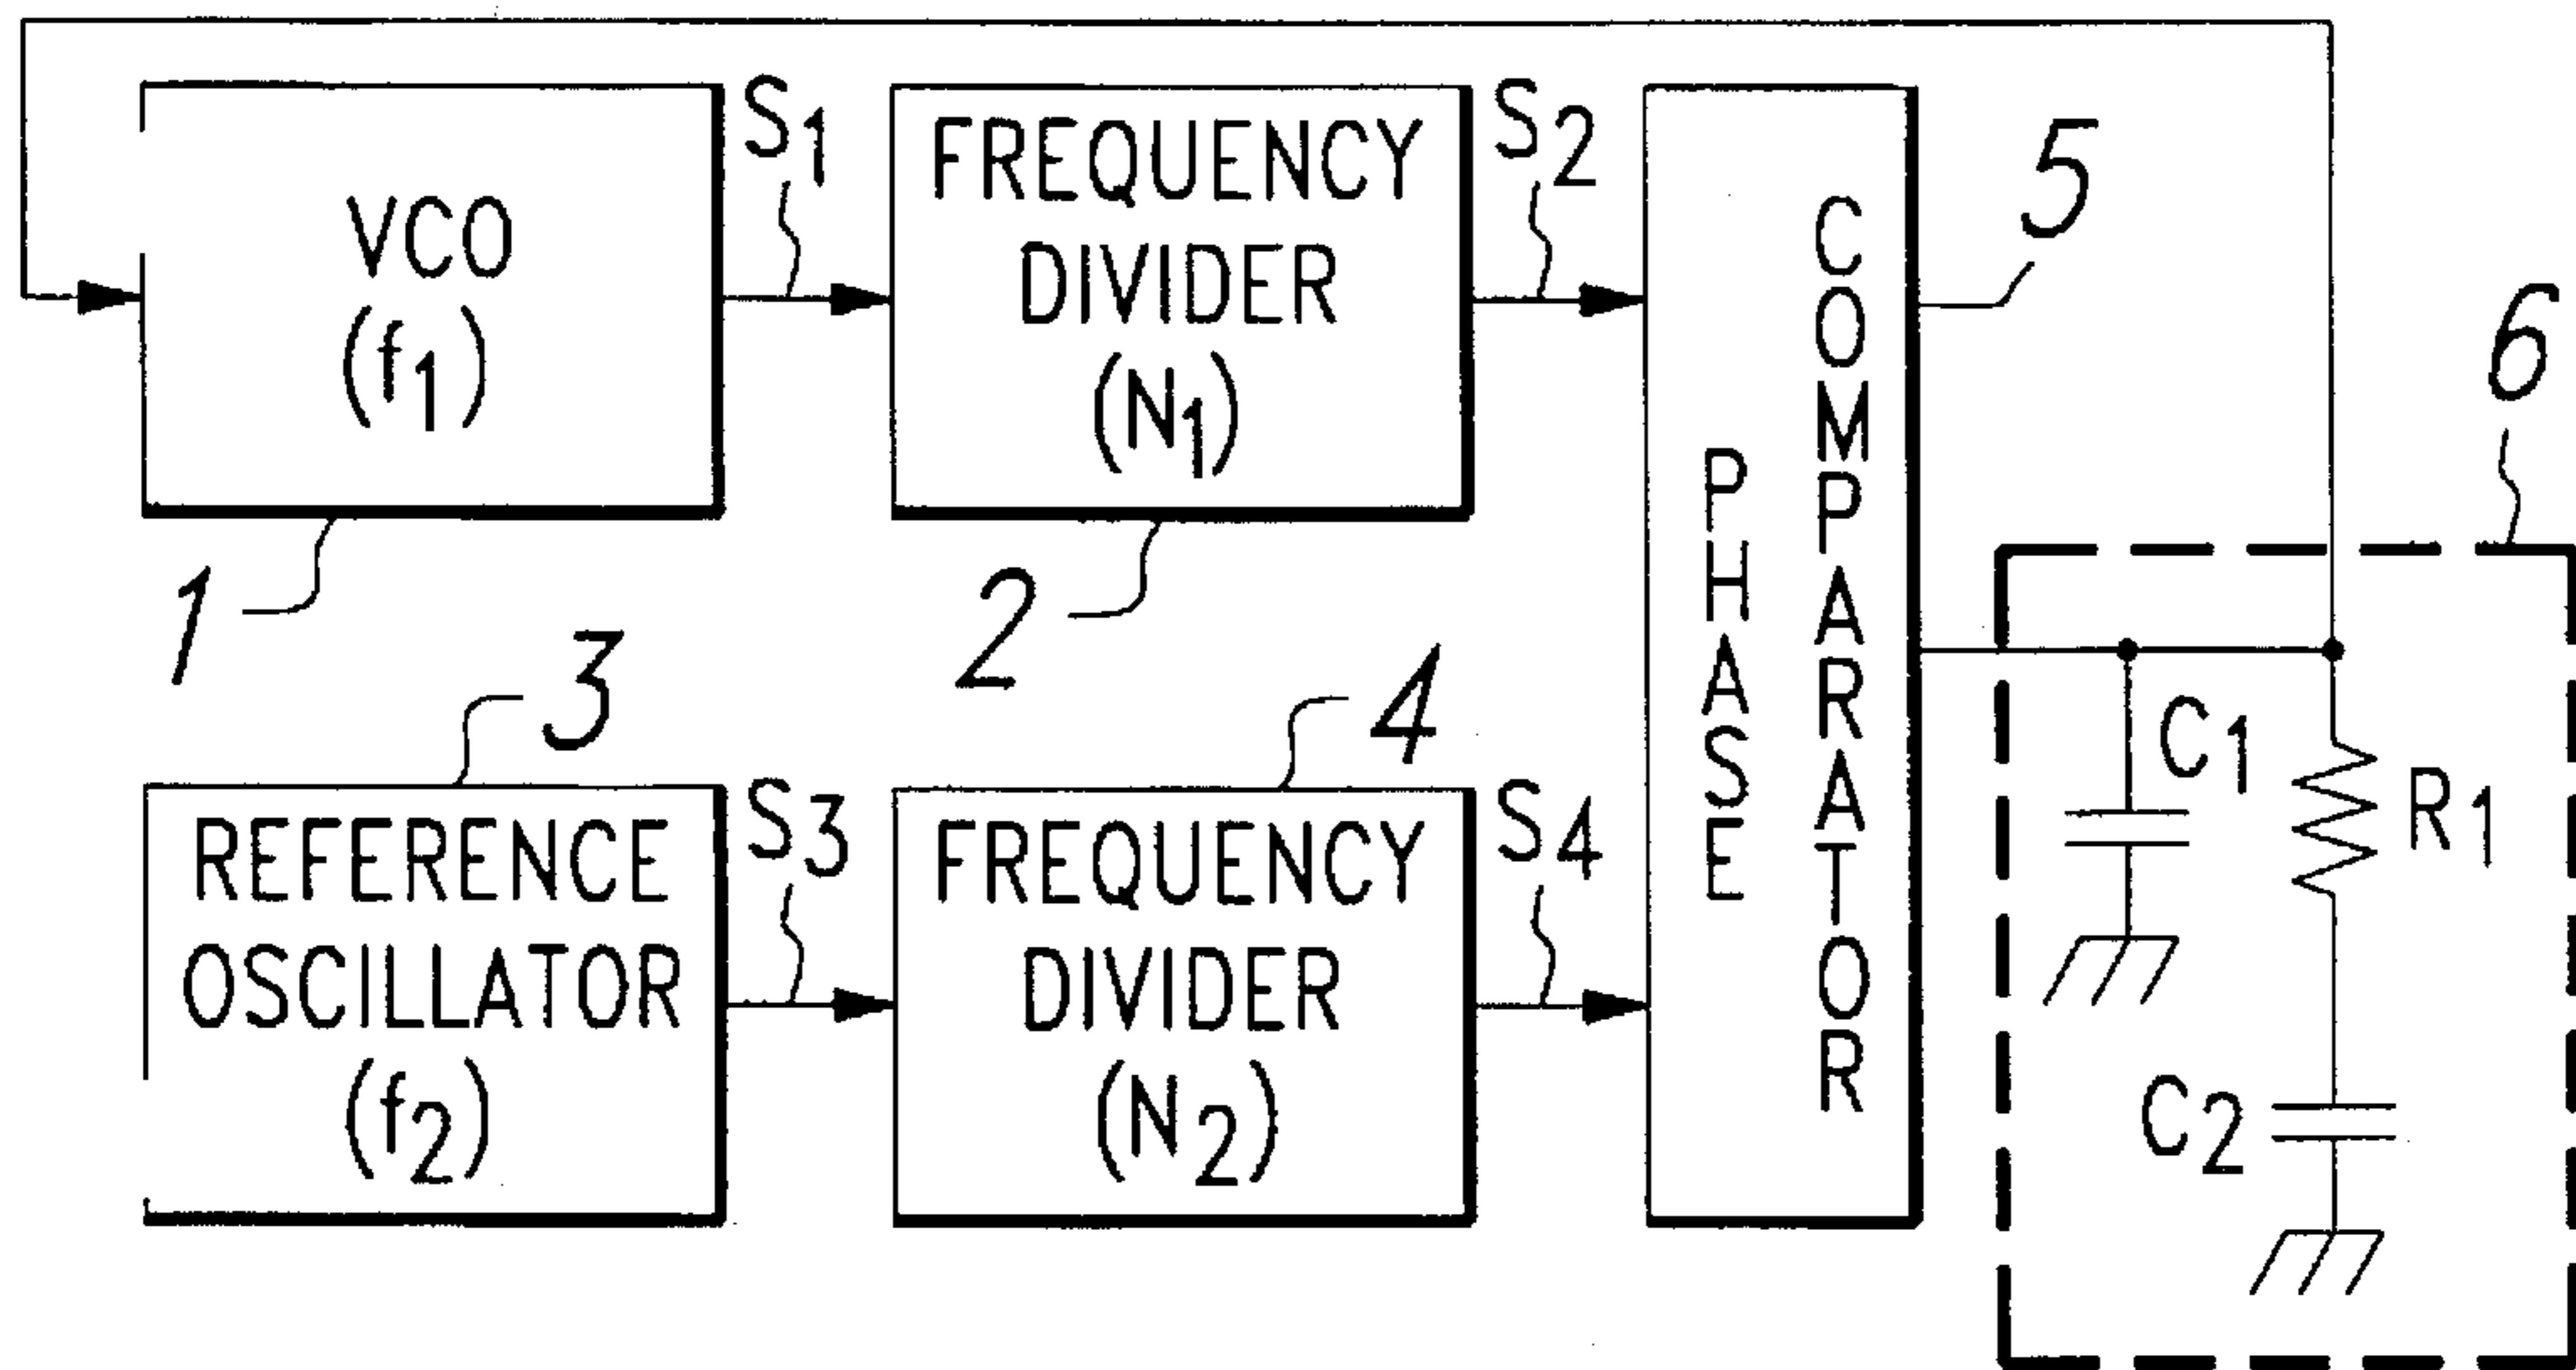 VCO
(f1)
S1
FREQUENCY
DIVIDER
(N1)
S2
PHASE
COMPARATOR
5
6
1
2
3
4
REFERENCE
OSCILLATOR
(f2)
S3
FREQUENCY
DIVIDER
(N2)
S4
C1
R1
C2